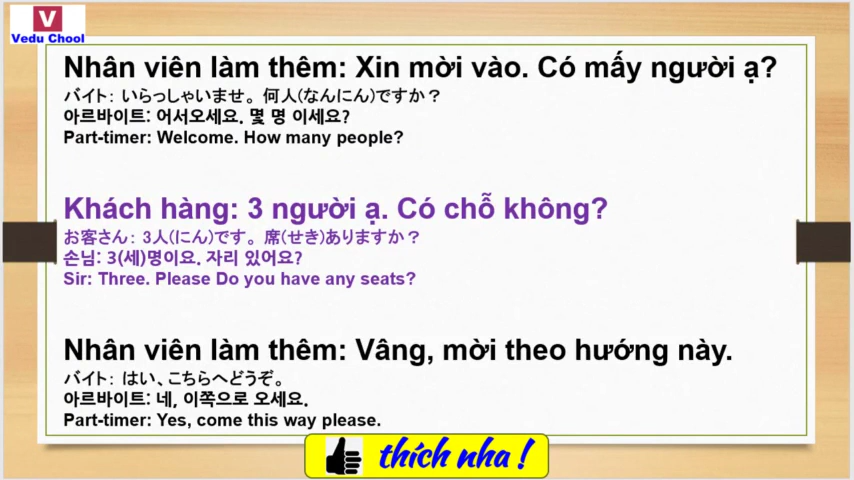 V
Vedu Chool
Nhân viên làm thêm: Xin mời vào. Có mấy người ạ?
バイト： いらっしゃいませ。 何人(なんにん)ですか？
아르바이트: 어서오세요. 몇 명 이세요?
Part-timer: Welcome. How many people?
Khách hàng: 3 người ạ. Có chỗ không?
お客さん： 3人(にん)です。 席(せき)ありますか？
손님: 3(세)명이요. 자리 있어요?
Sir: Three. Please Do you have any seats?
Nhân viên làm thêm: Vâng, mời theo hướng này.
バイト： はい、こちらへどうぞ。
아르바이트: 네, 이쪽으로 오세요.
Part-timer: Yes, come this way please.
thích nha !